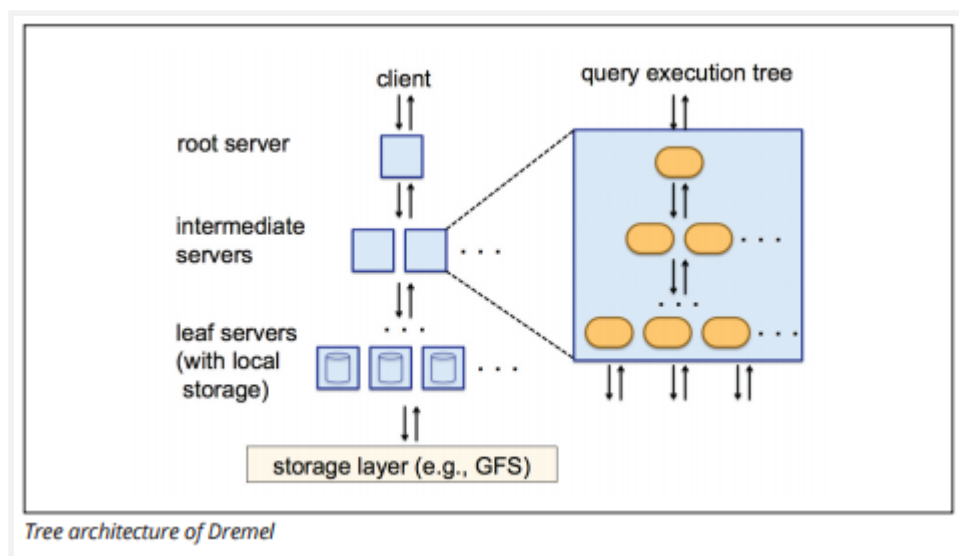 client
query execution tree
root server
intermediate
servers
leaf servers
(with local
storage)
storage layer (e.g., GFS)
Tree architecture of Dremel